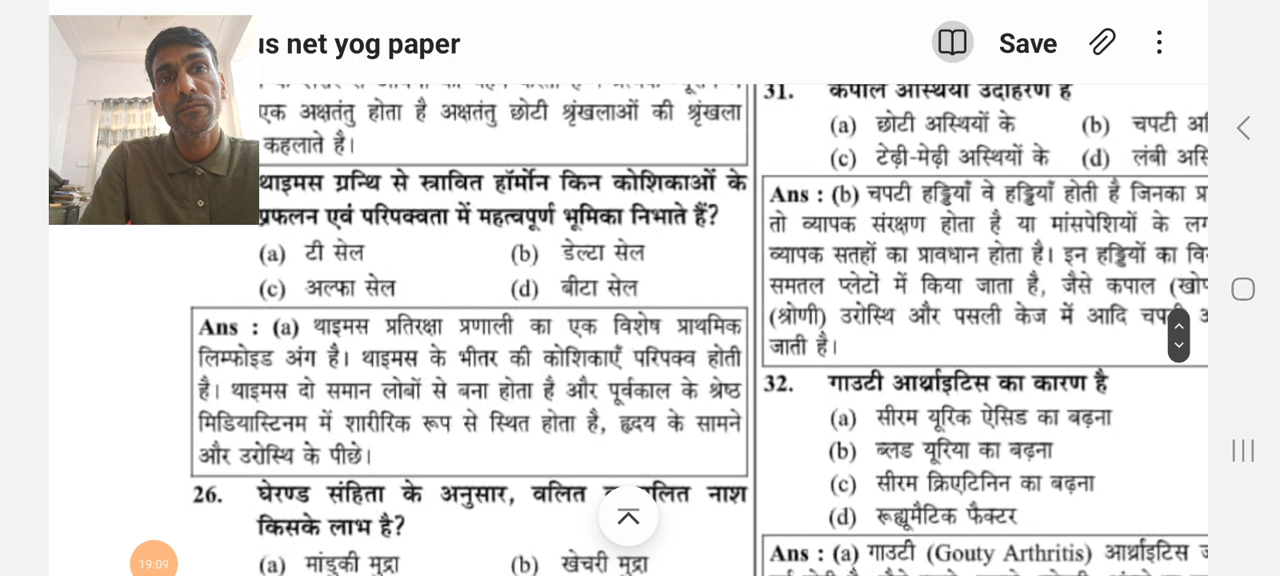 us net yog paper
Save
एक अक्षतंतु होता है अक्षतंतु छोटी श्रृंखलाओं की श्रृंखला
कहलाते है।
थाइमस ग्रन्थि से स्त्रावित हॉर्मोन किन कोशिकाओं के
प्रफलन एवं परिपक्वता में महत्वपूर्ण भूमिका निभाते हैं?
(a) टी सेल (b) डेल्टा सेल
(c) अल्फा सेल (d) बीटा सेल
Ans : (a) थाइमस प्रतिरक्षा प्रणाली का एक विशेष प्राथमिक
लिम्फोइड अंग है। थाइमस के भीतर की कोशिकाएँ परिपक्व होती
है। थाइमस दो समान लोबों से बना होता है और पूर्वकाल के श्रेष्ठ
मिडियास्टिनम में शारीरिक रूप से स्थित होता है, हृदय के सामने
और उरोस्थि के पीछे।
26. घेरण्ड संहिता के अनुसार, वलित नाश
किसके लाभ है?
(a) मांडुकी मुद्रा (b) खेचरी मुद्रा
31. कपाल अस्थियाँ उदाहरण है
(a) छोटी अस्थियों के (b) चपटी
(c) टेढ़ी-मेढ़ी अस्थियों के (d) लंबी
Ans : (b) चपटी हड्डियाँ वे हड्डियाँ होती है जिनका
तो व्यापक संरक्षण होता है या मांसपेशियों के
व्यापक सतहों का प्रावधान होता है। इन हड्डियों का
समतल प्लेटों में किया जाता है, जैसे कपाल
(श्रोणी) उरोस्थि और पसली केज में आदि
जाती है।
32. गाउटी आर्थ्राइटिस का कारण है
(a) सीरम यूरिक ऐसिड का बढ़ना
(b) ब्लड यूरिया का बढ़ना
(c) सीरम क्रिएटिनिन का बढ़ना
(d) रूह्यूमैटिक फैक्टर
Ans : (a) गाउटी (Gouty Arthritis) आर्थ्राइटिस
19:09